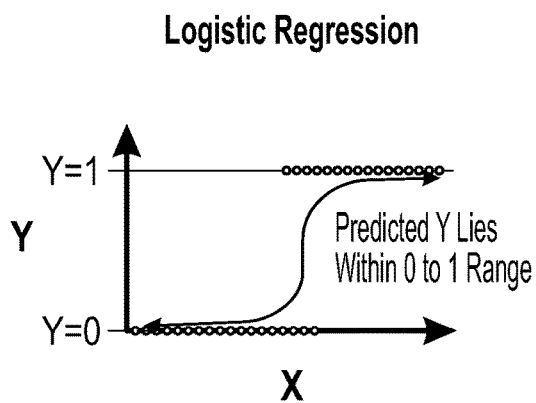 Logistic Regression
Y=1
Y
Predicted Y Lies
Within 0 to 1 Range
Y=0
X